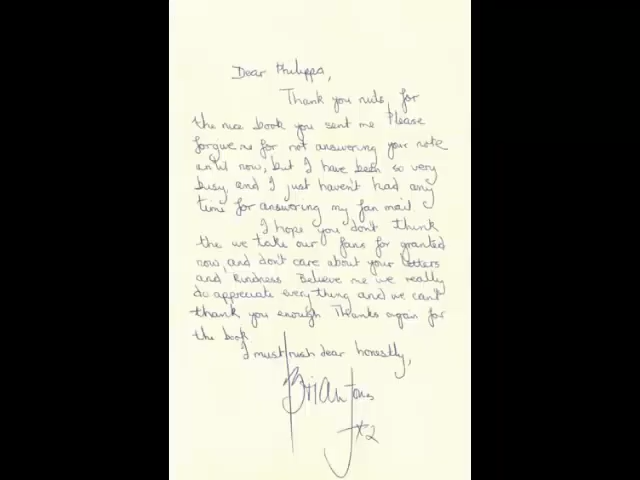 Dear Philippa,
Thank you muds, for
the nice book you sent me Please
forgive us for not answering your note
until now, but I have been so very
busy and I just haven't had any
time for answering my fan mail.
I hope you don't think
the we take our fans for granted
now and don't care about your letters
and kindness Believe me we really
do appreciate everything and we can't
thank you enough Thanks again for
the book
I must rush dear honestly,
Brian Jones
x2